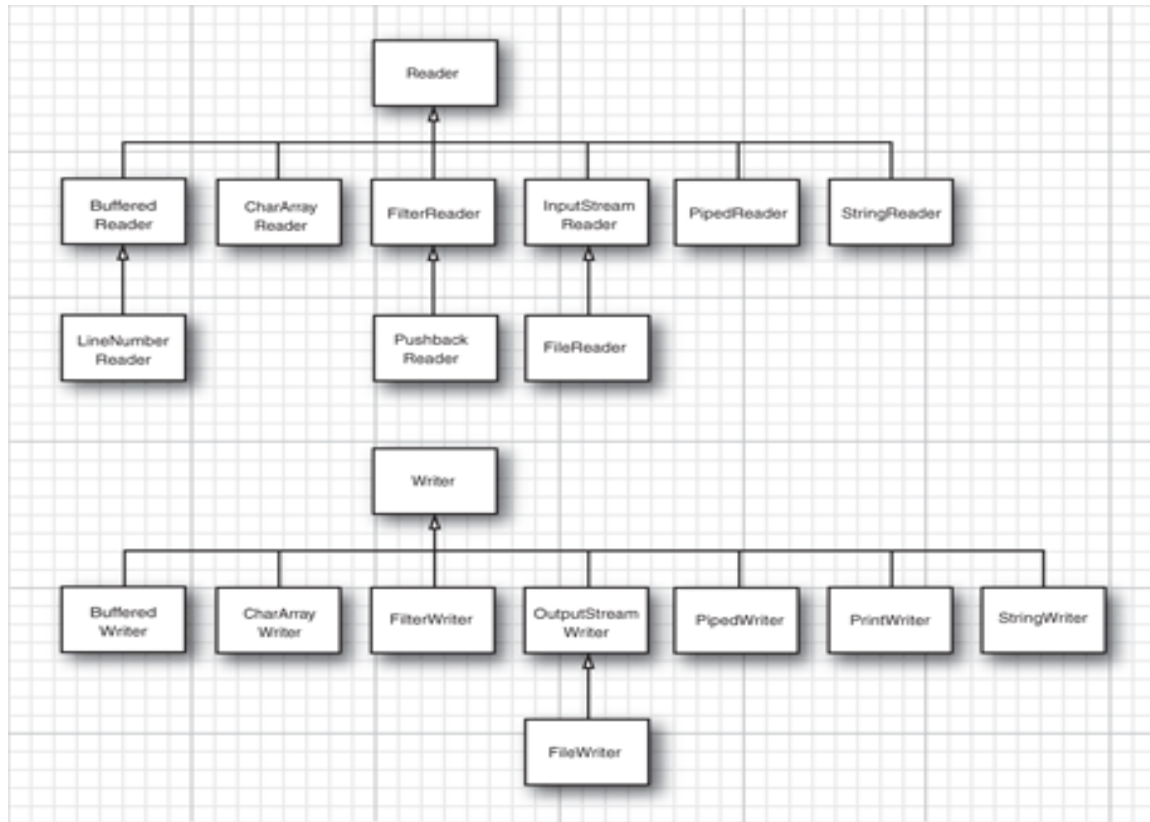 Reader
Buffered
Reader
CharArray
Reader
FilterReader
InputStream
Reader
PipedReader
StringReader
LineNumber
Reader
Pushback
Reader
FileReader
Writer
Buffered
Writer
CharArray
Writer
FilterWriter
OutputStream
Writer
PipedWriter
PrintWriter
StringWriter
FileWriter